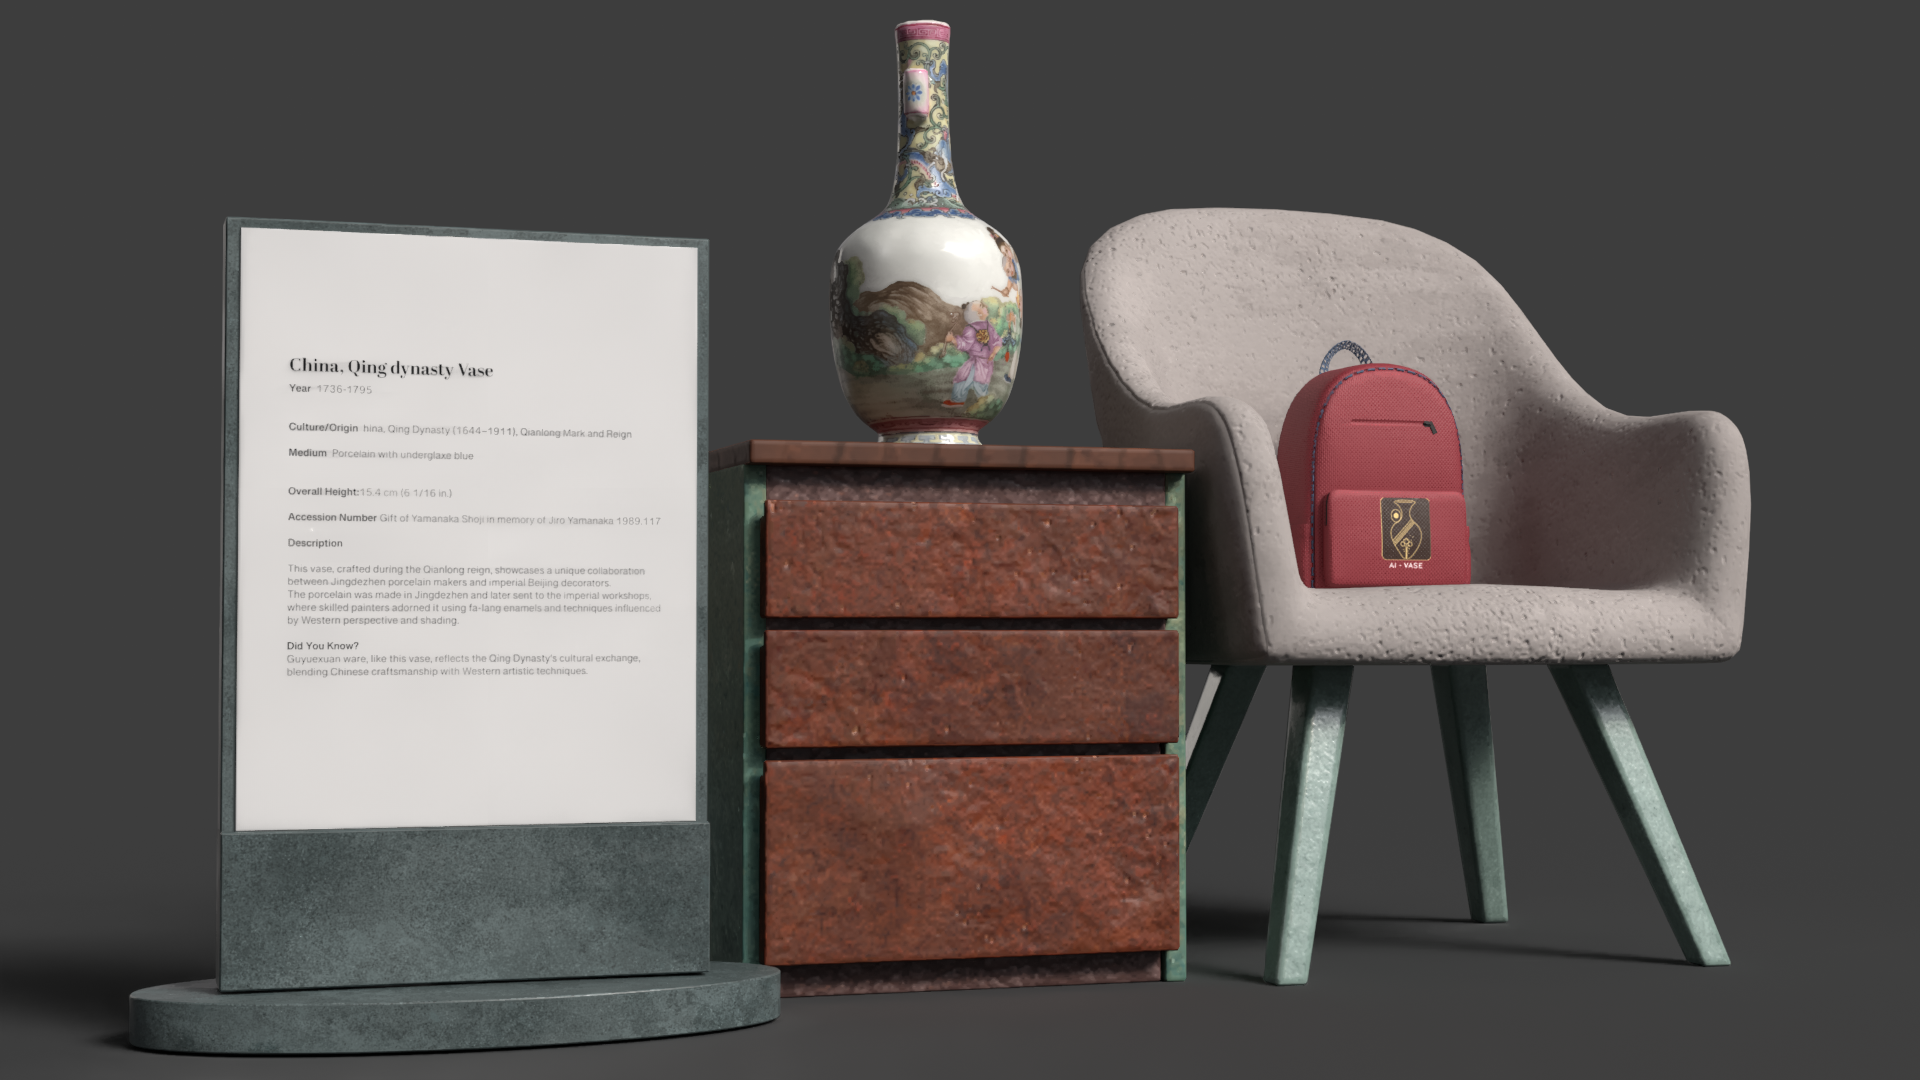 China, Qing dynasty Vase
Year 1736-1795
Culture/Origin hina, Qing Dynasty (1644–1911), Qianlong Mark and Reign
Medium Porcelain with underglaxe blue
Overall Height:15.4 cm (6 1/16 in.)
Accession Number Gift of Yamanaka Shoji in memory of Jiro Yamanaka 1989.117
Description
This vase, crafted during the Qianlong reign, showcases a unique collaboration
between Jingdezhen porcelain makers and imperial Beijing decorators.
The porcelain was made in Jingdezhen and later sent to the imperial workshops,
where skilled painters adorned it using fa-lang enamels and techniques influenced
by Western perspective and shading.
Did You Know?
Guyuexuan ware, like this vase, reflects the Qing Dynasty's cultural exchange,
blending Chinese craftsmanship with Western artistic techniques.
AI - VASE